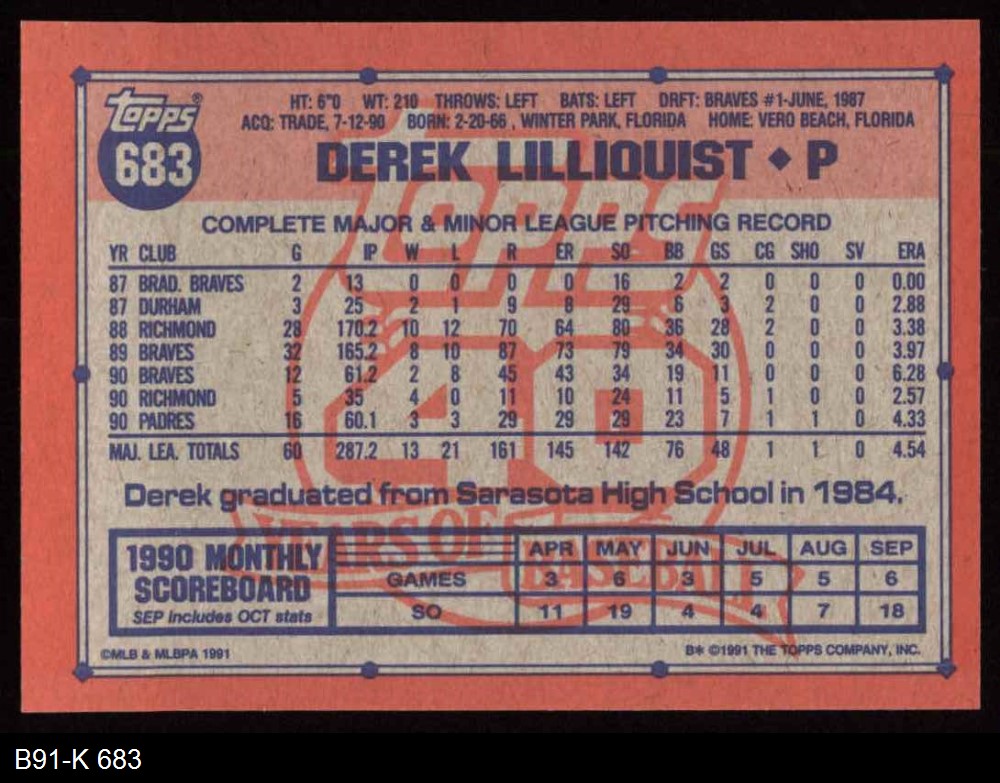 Topps®
683
HT: 6"0 WT: 210 THROWS: LEFT BATS: LEFT DRFT: BRAVES #1-JUNE, 1987
ACQ: TRADE, 7-12-90 BORN: 2-20-66 , WINTER PARK, FLORIDA HOME: VERO BEACH, FLORIDA
DEREK LILLIQUIST ◆ P
TOPPS
COMPLETE MAJOR & MINOR LEAGUE PITCHING RECORD
YR CLUB G IP W L R ER SO BB GS CG SHO SV ERA
87 BRAD. BRAVES 2 13 0 0 0 0 16 2 2 0 0 0 0.00
87 DURHAM 3 25 2 1 9 8 29 6 3 2 0 0 2.88
88 RICHMOND 28 170.2 10 12 70 64 80 36 28 2 0 0 3.38
89 BRAVES 32 165.2 8 10 87 73 79 34 30 0 0 0 3.97
90 BRAVES 12 61.2 2 8 45 43 34 19 11 0 0 0 6.28
90 RICHMOND 5 35 4 0 11 10 24 11 5 1 0 0 2.57
90 PADRES 16 60.1 3 3 29 29 29 23 7 1 1 0 4.33
MAJ. LEA. TOTALS 60 287.2 13 21 161 145 142 76 48 1 1 0 4.54
40
Derek graduated from Sarasota High School in 1984.
YEARS OF BASEBALL
1990 MONTHLY
SCOREBOARD
SEP includes OCT stats
APR MAY JUN JUL AUG SEP
GAMES 3 6 3 5 5 6
SO 11 19 4 4 7 18
©MLB & MLBPA 1991 B* ©1991 THE TOPPS COMPANY, INC.
B91-K 683